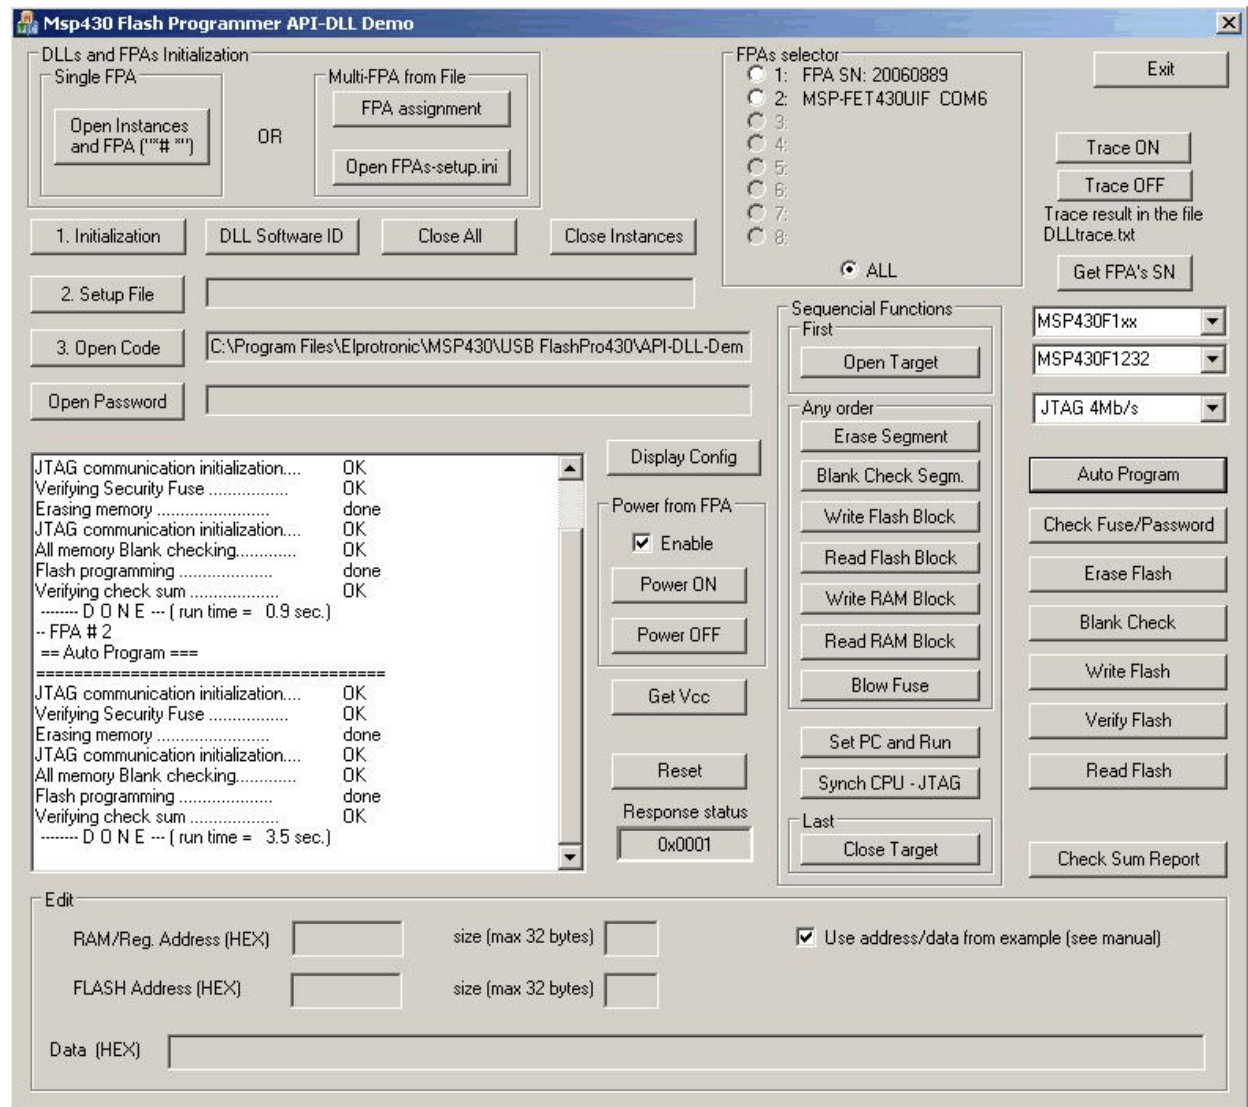 Msp430 Flash Programmer API-DLL Demo
DLLs and FPAs Initialization
Single FPA
Open Instances
and FPA ("*# *")
OR
Multi-FPA from File
FPA assignment
Open FPAs-setup.ini
FPAs selector
1: FPA SN: 20060889
2: MSP-FET430UIF COM6
3:
4:
5:
6:
7:
8:
ALL
Exit
Trace ON
Trace OFF
Trace result in the file
DLLtrace.txt
Get FPA's SN
1. Initialization
DLL Software ID
Close All
Close Instances
2. Setup File
3. Open Code
C:\Program Files\Elprotronic\MSP430\USB FlashPro430\API-DLL-Dem
Open Password
MSP430F1xx
MSP430F1232
JTAG 4Mb/s
JTAG communication initialization.... OK
Verifying Security Fuse .................. OK
Erasing memory ................... done
JTAG communication initialization.... OK
All memory Blank checking............ OK
Flash programming ..................... done
Verifying check sum .................... OK
-------- D O N E --- ( run time = 0.9 sec.)
-- FPA # 2
== Auto Program ===
=====================================
JTAG communication initialization.... OK
Verifying Security Fuse .................. OK
Erasing memory ................... done
JTAG communication initialization.... OK
All memory Blank checking............. OK
Flash programming ..................... done
Verifying check sum .................... OK
-------- D O N E --- ( run time = 3.5 sec.)
Display Config
Power from FPA
Enable
Power ON
Power OFF
Get Vcc
Reset
Response status
0x0001
Sequencial Functions
First
Open Target
Any order
Erase Segment
Blank Check Segm.
Write Flash Block
Read Flash Block
Write RAM Block
Read RAM Block
Blow Fuse
Set PC and Run
Synch CPU - JTAG
Last
Close Target
Auto Program
Check Fuse/Password
Erase Flash
Blank Check
Write Flash
Verify Flash
Read Flash
Check Sum Report
Edit
RAM/Reg. Address (HEX)
size (max 32 bytes)
Use address/data from example (see manual)
FLASH Address (HEX)
size (max 32 bytes)
Data (HEX)